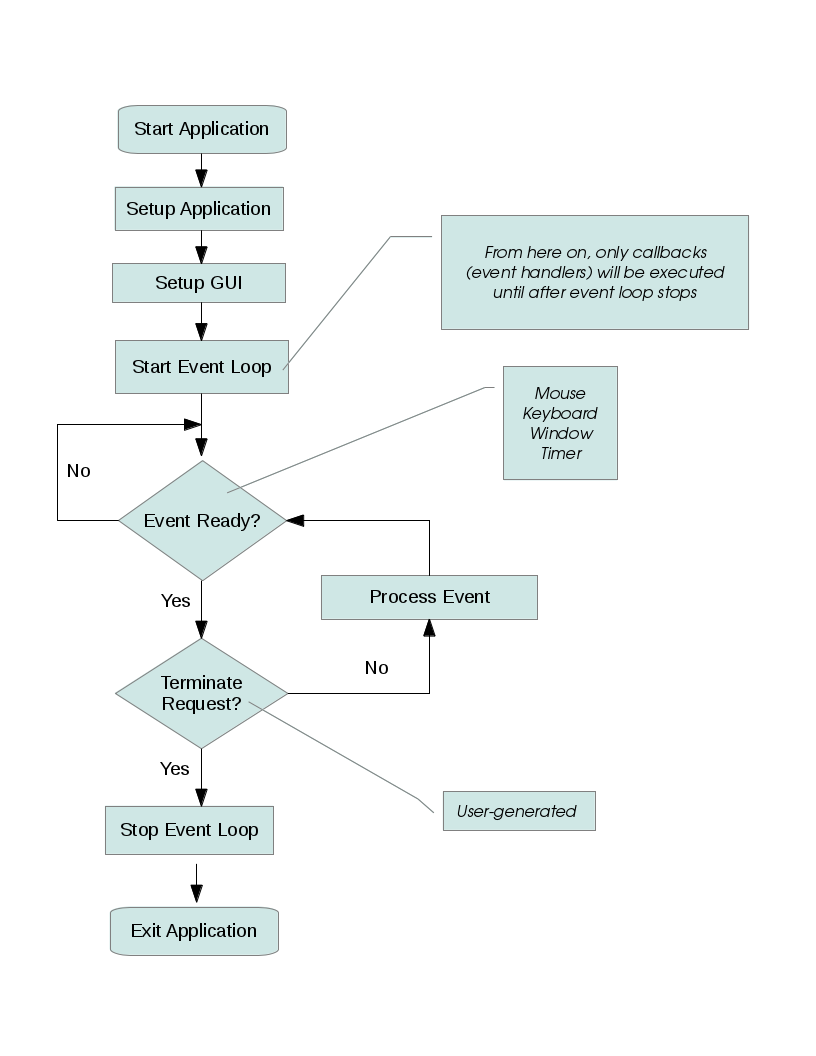 Start Application
Setup Application
Setup GUI
From here on, only callbacks
(event handlers) will be executed
until after event loop stops
Start Event Loop
Mouse
Keyboard
Window
Timer
No
Event Ready?
Yes
Process Event
No
Terminate
Request?
Yes
User-generated
Stop Event Loop
Exit Application